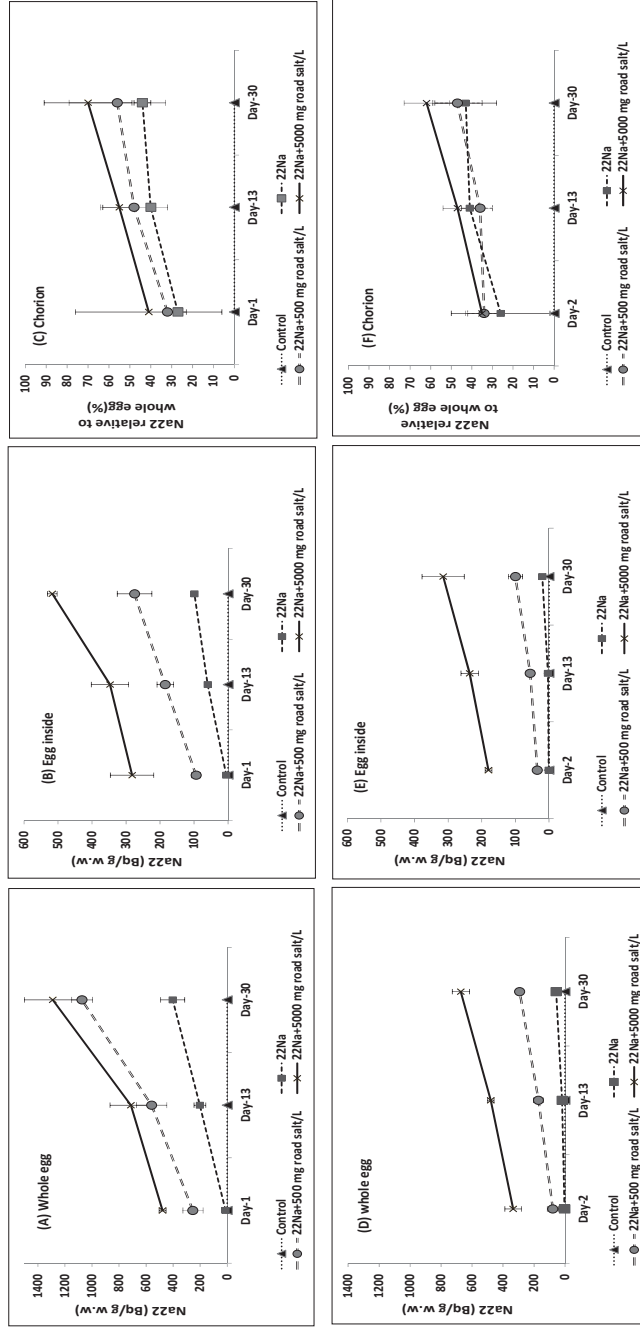 (A) Whole egg
Na22 (Bq/g w.w)
1400
1200
1000
800
600
400
200
0
Day-1
Day-13
Day-30
Control
22Na
22Na+500 mg road salt/L
22Na+5000 mg road salt/L
(B) Egg inside
Na22 (Bq/g w.w)
600
500
400
300
200
100
0
Day-1
Day-13
Day-30
Control
22Na
22Na+500 mg road salt/L
22Na+5000 mg road salt/L
(C) Chorion
Na22 relative to
whole egg(%)
100
90
80
70
60
50
40
30
20
10
0
Day-1
Day-13
Day-30
Control
22Na
22Na+500 mg road salt/L
22Na+5000 mg road salt/L
(D) whole egg
Na22 (Bq/g w.w)
1400
1200
1000
800
600
400
200
0
Day-2
Day-13
Day-30
Control
22Na
22Na+500 mg road salt/L
22Na+5000 mg road salt/L
(E) Egg inside
Na22 (Bq/g w.w)
600
500
400
300
200
100
0
Day-2
Day-13
Day-30
Control
22Na
22Na+500 mg road salt/L
22Na+5000 mg road salt/L
(F) Chorion
Na22 relative
to whole egg(%)
100
90
80
70
60
50
40
30
20
10
0
Day-2
Day-13
Day-30
Control
22Na
22Na+500 mg road salt/L
22Na+5000 mg road salt/L